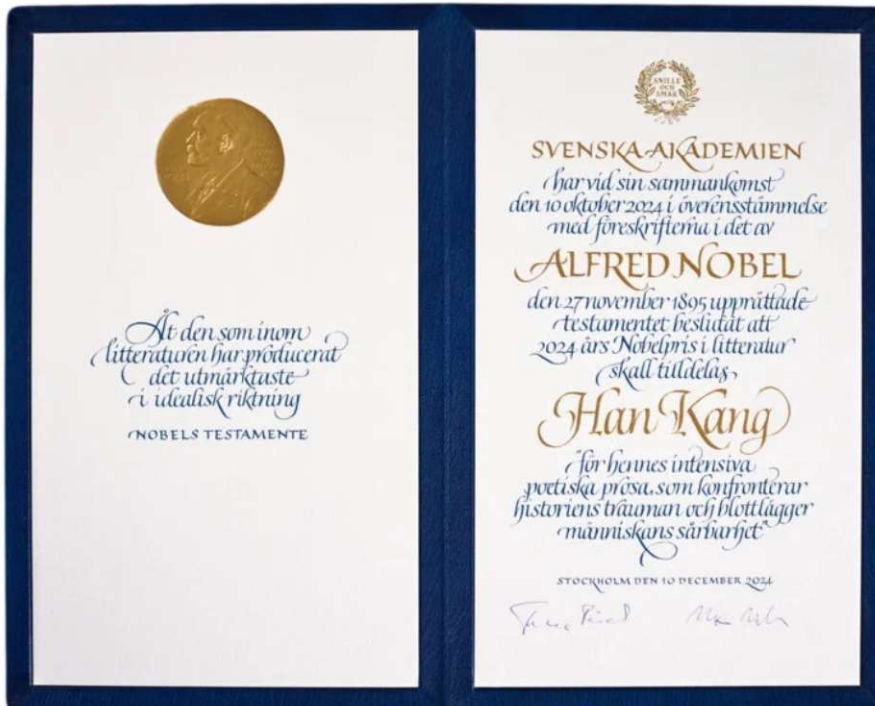 Åt den som inom
litteraturen har producerat
det utmärktaste
i idealisk riktning
NOBELS TESTAMENTE
SNILLE
OCH
SMAK
SVENSKA AKADEMIEN
har vid sin sammankomst
den 10 oktober 2024 i överensstämmelse
med föreskrifterna i det av
ALFRED NOBEL
den 27 november 1895 upprättade
testamentet beslutat att
2024 års Nobelpris i litteratur
skall tilldelas
Han Kang
"för hennes intensiva
poetiska prosa, som konfronterar
historiens trauman och blottlägger
människans sårbarhet"
STOCKHOLM DEN 10 DECEMBER 2024